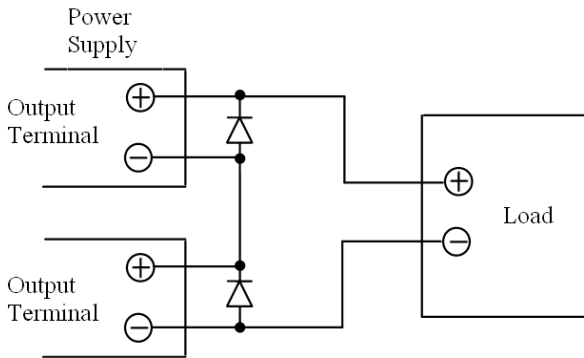 Power
Supply
Output
Terminal
+
−
+
−
Load
Output
Terminal
+
−